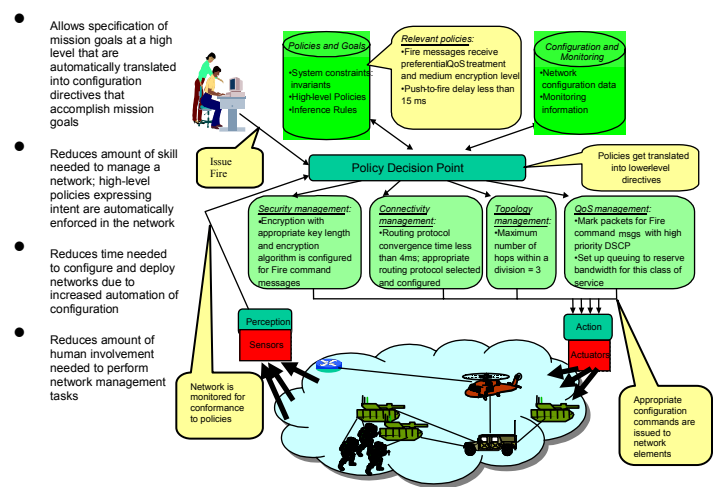 Allows specification of
mission goals at a high
level that are
automatically translated
into configuration
directives that
accomplish mission
goals
Reduces amount of skill
needed to manage a
network; high-level
policies expressing
intent are automatically
enforced in the network
Reduces time needed
to configure and deploy
networks due to
increased automation of
configuration
Reduces amount of
human involvement
needed to perform
network management
tasks
Policies and Goals
•System constraints:
invariants
•High-level Policies
•Inference Rules
Relevant policies:
•Fire messages receive
preferentialQoS treatment
and medium encryption level
•Push-to-fire delay less than
15 ms
Configuration and
Monitoring
•Network
configuration data
•Monitoring
information
Issue
Fire
Policy Decision Point
Policies get translated
into lowerlevel
directives
Security management:
•Encryption with
appropriate key length
and encryption
algorithm is configured
for Fire command
messages
Connectivity
management:
•Routing protocol
convergence time less
than 4ms; appropriate
routing protocol selected
and configured
Topology
management:
•Maximum
number of
hops within a
division = 3
QoS management:
•Mark packets for Fire
command msgs with high
priority DSCP
•Set up queuing to reserve
bandwidth for this class of
service
Perception
Sensors
Action
Actuators
Network is
monitored for
conformance
to policies
Appropriate
configuration
commands are
issued to
network
elements